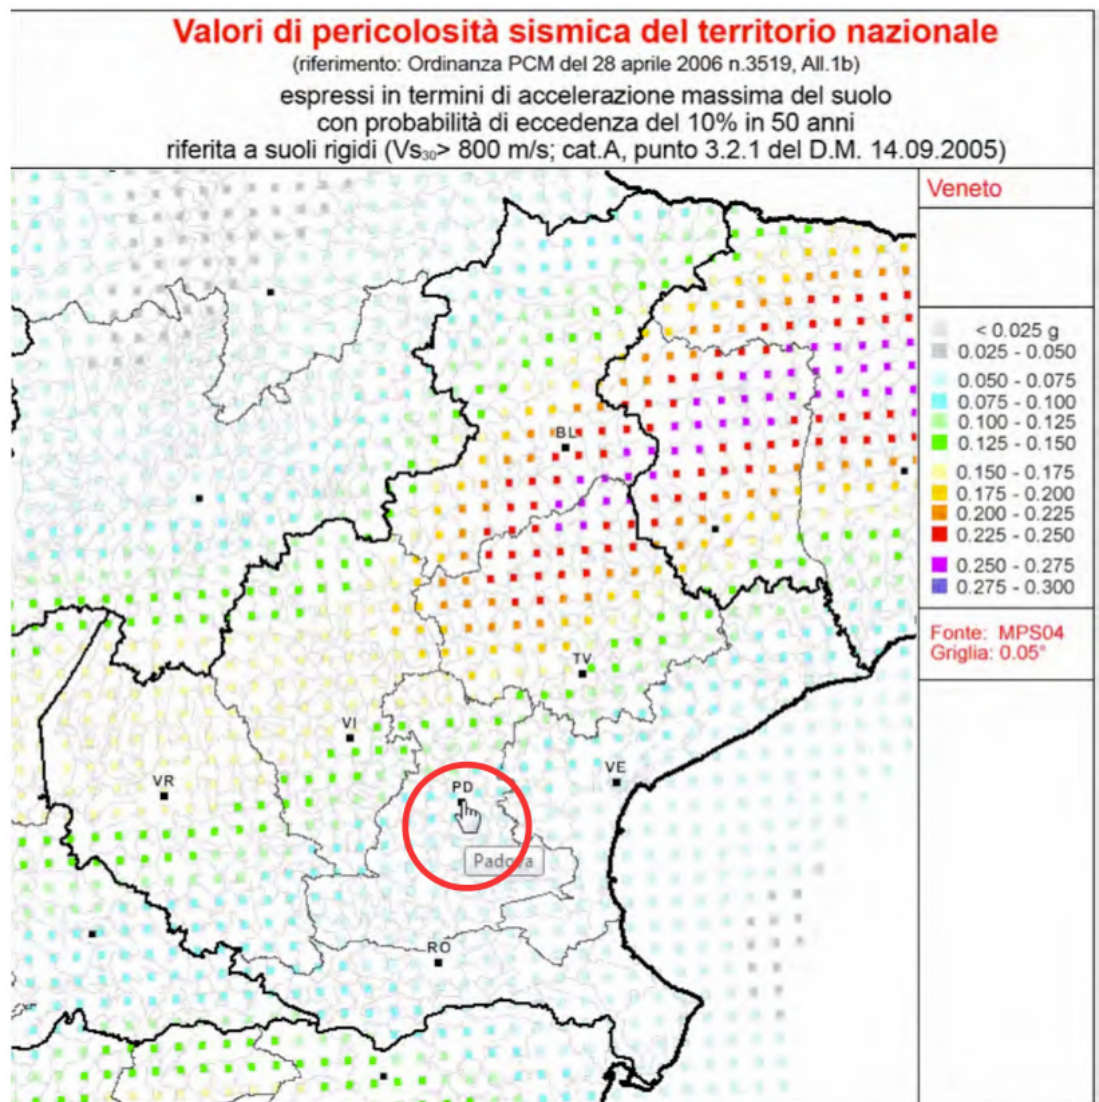 Valori di pericolosità sismica del territorio nazionale
(riferimento: Ordinanza PCM del 28 aprile 2006 n.3519, All.1b)
espressi in termini di accelerazione massima del suolo
con probabilità di eccedenza del 10% in 50 anni
riferita a suoli rigidi (Vs30> 800 m/s; cat.A, punto 3.2.1 del D.M. 14.09.2005)
Veneto
< 0.025 g
0.025 - 0.050
0.050 - 0.075
0.075 - 0.100
0.100 - 0.125
0.125 - 0.150
0.150 - 0.175
0.175 - 0.200
0.200 - 0.225
0.225 - 0.250
0.250 - 0.275
0.275 - 0.300
Fonte: MPS04
Griglia: 0.05°
BL
TV
VI
VE
VR
PD
Padova
RO